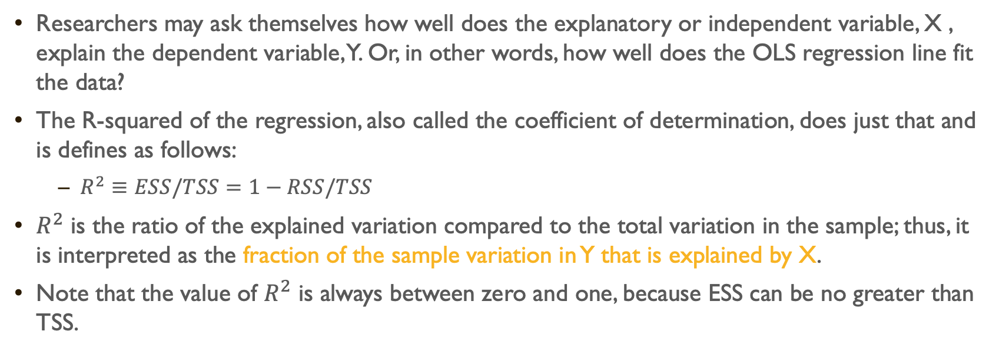 • Researchers may ask themselves how well does the explanatory or independent variable, X ,
explain the dependent variable, Y. Or, in other words, how well does the OLS regression line fit
the data?
• The R-squared of the regression, also called the coefficient of determination, does just that and
is defines as follows:
– R² ≡ ESS/TSS = 1 − RSS/TSS
• R² is the ratio of the explained variation compared to the total variation in the sample; thus, it
is interpreted as the fraction of the sample variation in Y that is explained by X.
• Note that the value of R² is always between zero and one, because ESS can be no greater than
TSS.